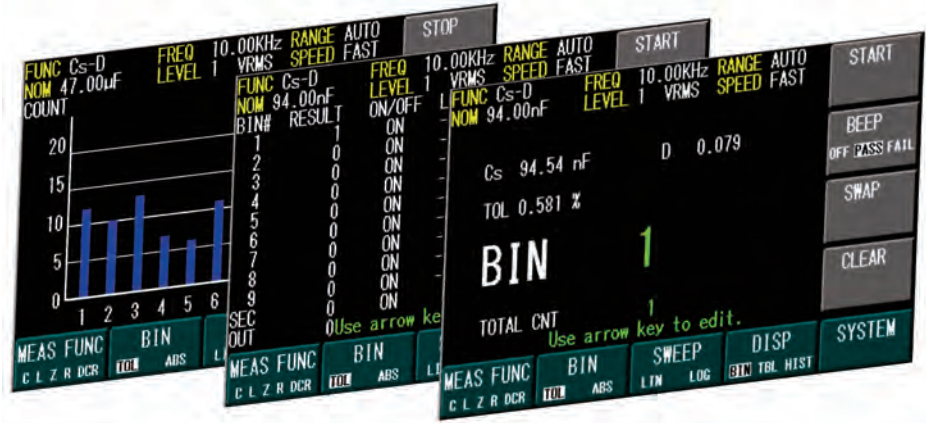 FUNC Cs-D FREQ 10.00KHz RANGE AUTO STOP
NOM 47.00µF LEVEL 1 VRMS SPEED FAST
COUNT
20
15
10
5
0
1 2 3 4 5 6
MEAS FUNC BIN
C L Z R DCR TOL ABS
FUNC Cs-D FREQ 10.00KHz RANGE AUTO START
NOM 94.00nF LEVEL 1 VRMS SPEED FAST
BIN# RESULT ON/OFF L
1 1 ON
2 0 ON
3 0 ON
4 0 ON
5 0 ON
6 0 ON
7 0 ON
8 0 ON
9 0 ON
SEC 0
OUT 0 Use arrow ke
MEAS FUNC BIN
C L Z R DCR TOL ABS LI
FUNC Cs-D FREQ 10.00KHz RANGE AUTO START
NOM 94.00nF LEVEL 1 VRMS SPEED FAST
BEEP
OFF PASS FAIL
Cs 94.54 nF D 0.079
SWAP
TOL 0.581 %
BIN 1
CLEAR
TOTAL CNT 1
Use arrow key to edit.
MEAS FUNC BIN SWEEP DISP SYSTEM
C L Z R DCR TOL ABS LIN LOG BIN TBL HIST